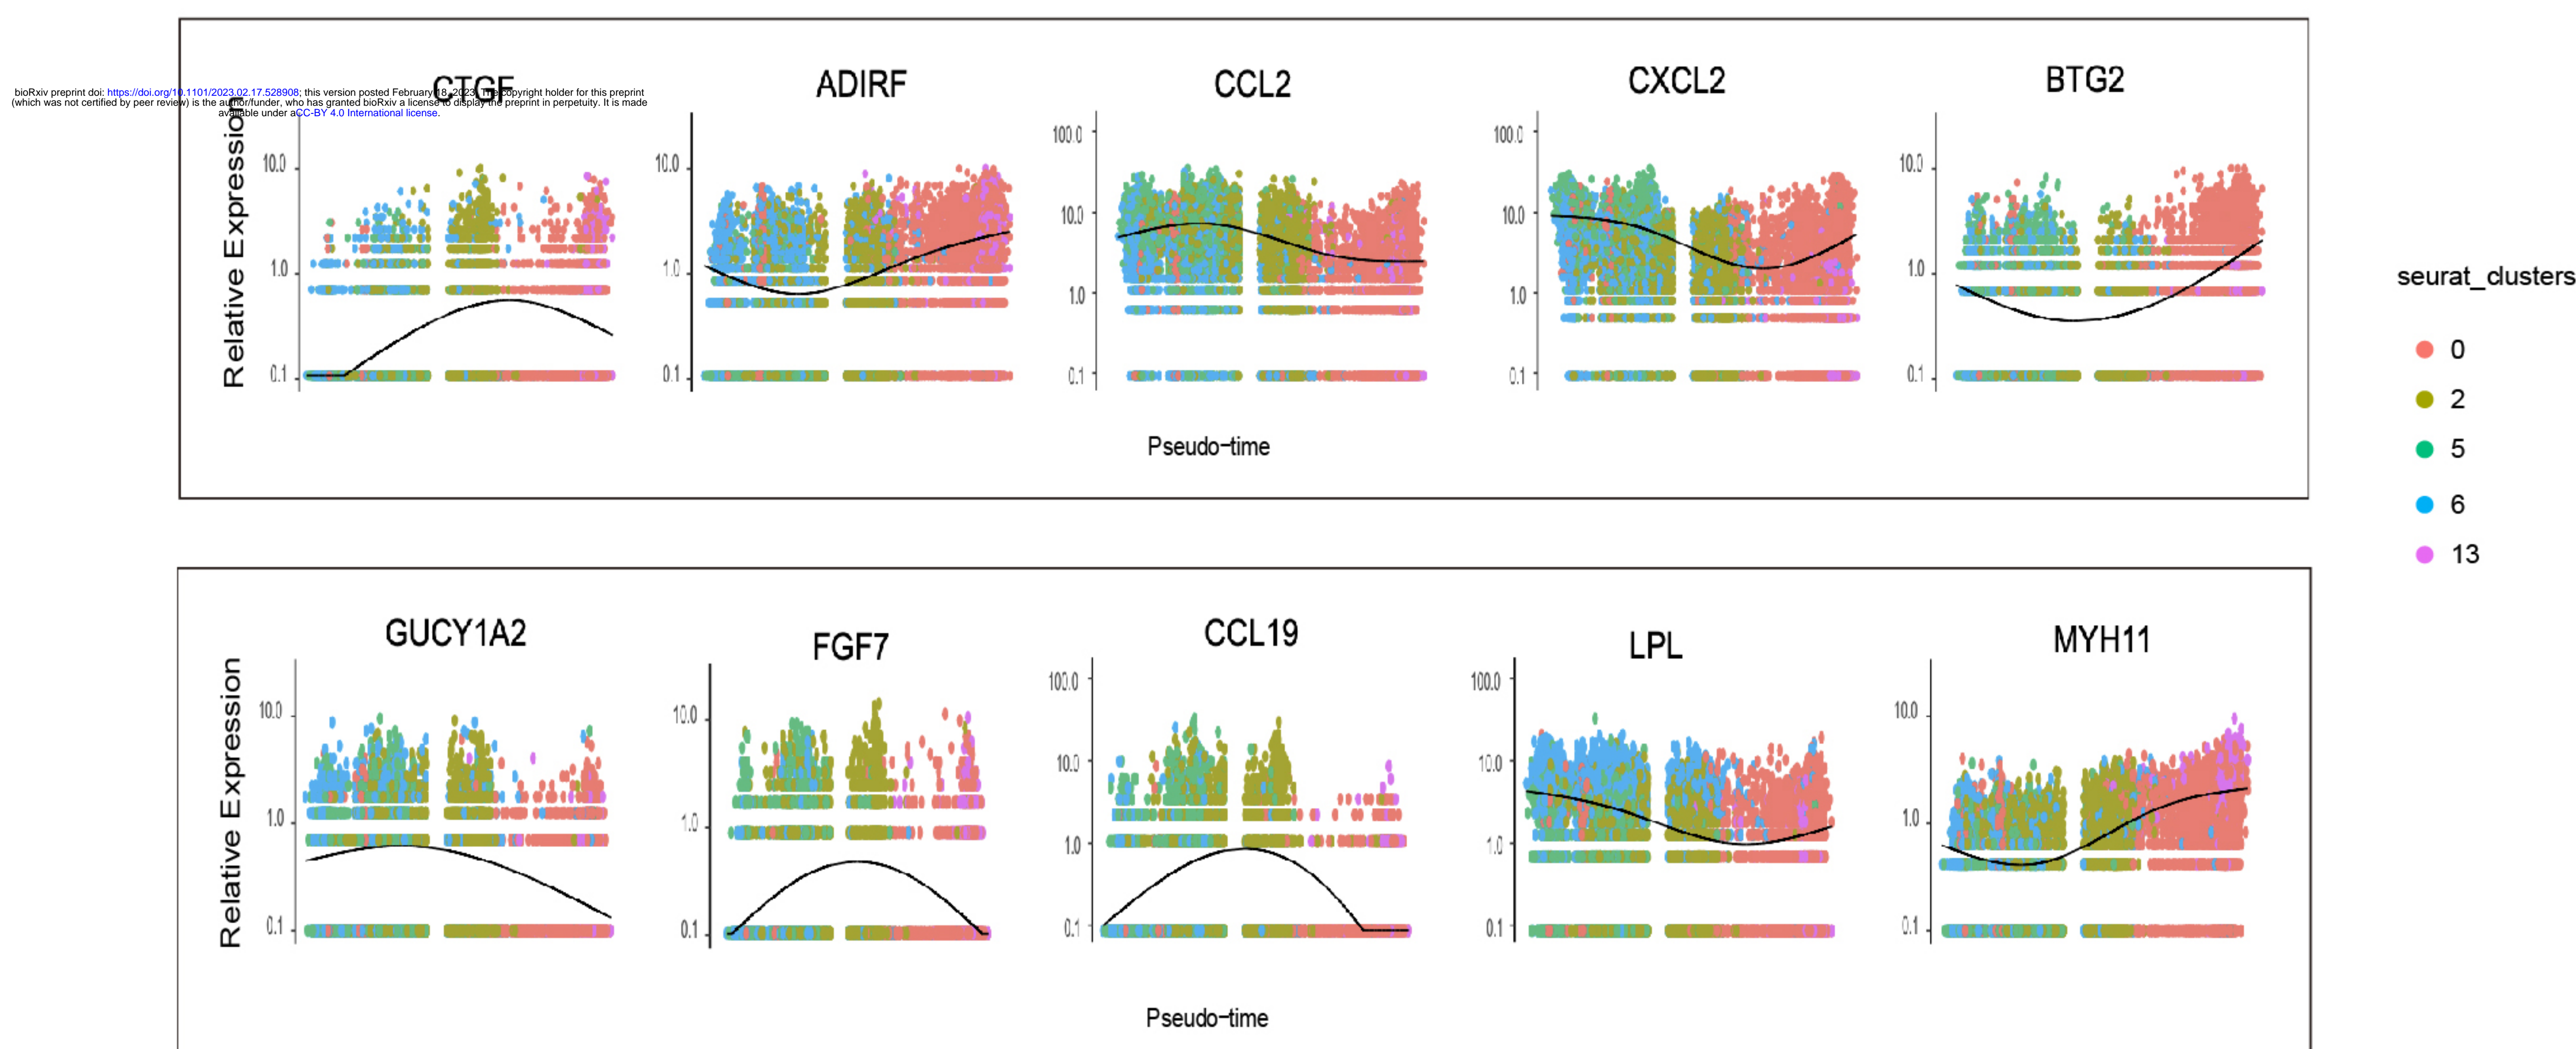 bioRxiv preprint doi: https://doi.org/10.1101/2023.02.17.528908; this version posted February 18, 2023. The copyright holder for this preprint
(which was not certified by peer review) is the author/funder, who has granted bioRxiv a license to display the preprint in perpetuity. It is made
available under aCC-BY 4.0 International license.
CTGF
ADIRF
CCL2
CXCL2
BTG2
Relative Expression
10.0
1.0
0.1
10.0
1.0
0.1
100.0
10.0
1.0
0.1
100.0
10.0
1.0
0.1
10.0
1.0
0.1
Pseudo-time
seurat_clusters
0
2
5
6
13
GUCY1A2
FGF7
CCL19
LPL
MYH11
Relative Expression
10.0
1.0
0.1
10.0
1.0
0.1
100.0
10.0
1.0
0.1
100.0
10.0
1.0
0.1
10.0
1.0
0.1
Pseudo-time